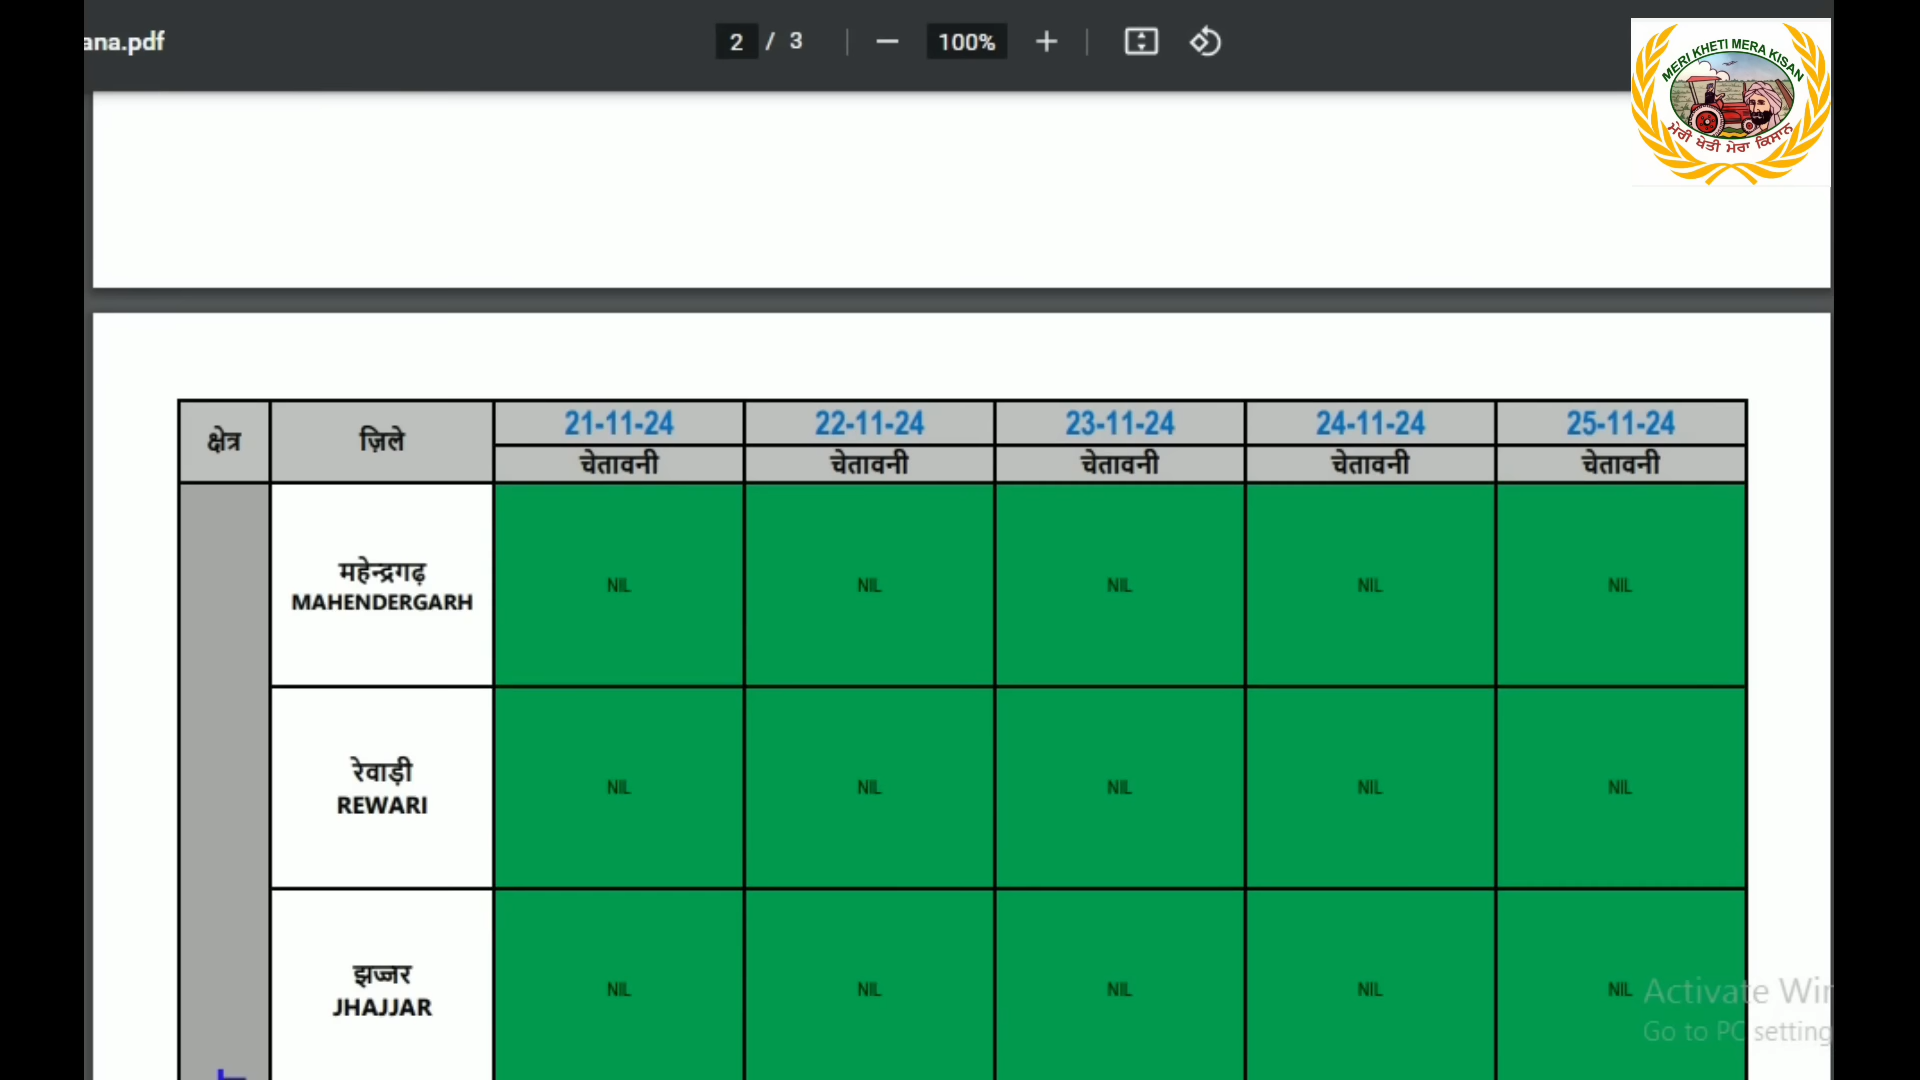 ana.pdf
2 / 3
100%
MERI KHETI MERA KISAN
ਮੇਰੀ ਖੇਤੀ ਮੇਰਾ ਕਿਸਾਨ
क्षेत्र ज़िले 21-11-24 22-11-24 23-11-24 24-11-24 25-11-24
चेतावनी चेतावनी चेतावनी चेतावनी चेतावनी
महेन्द्रगढ़
MAHENDERGARH NIL NIL NIL NIL NIL
रेवाड़ी
REWARI NIL NIL NIL NIL NIL
झज्जर
JHAJJAR NIL NIL NIL NIL NIL
Activate Win
Go to PC setting